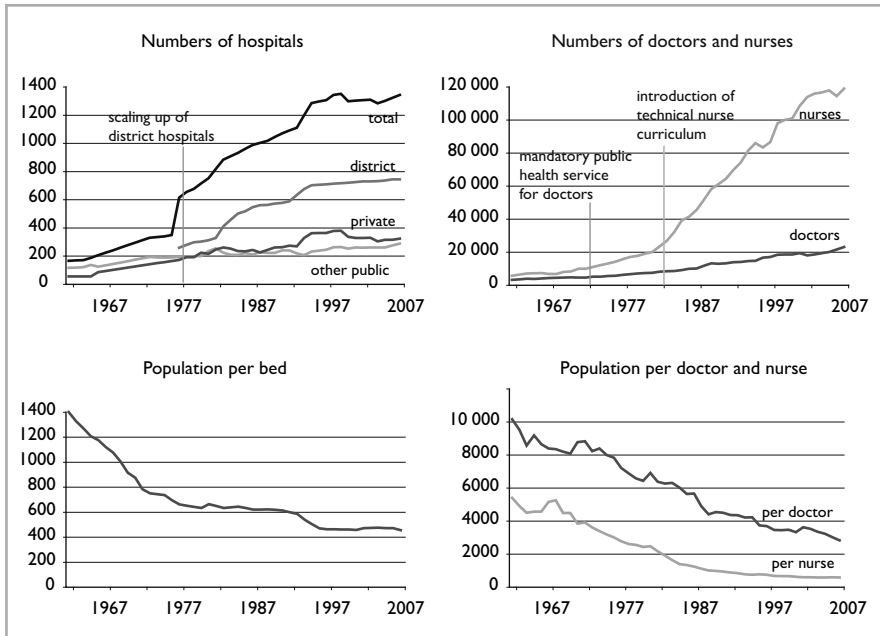 Numbers of hospitals
1400
1200
1000
800
600
400
200
0
scaling up of
district hospitals
total
district
private
other public
1967
1977
1987
1997
2007
Numbers of doctors and nurses
120 000
100 000
80 000
60 000
40 000
20 000
0
introduction of
technical nurse
curriculum
mandatory public
health service
for doctors
nurses
doctors
1967
1977
1987
1997
2007
Population per bed
1400
1200
1000
800
600
400
200
0
1967
1977
1987
1997
2007
Population per doctor and nurse
10 000
8000
6000
4000
2000
0
per doctor
per nurse
1967
1977
1987
1997
2007